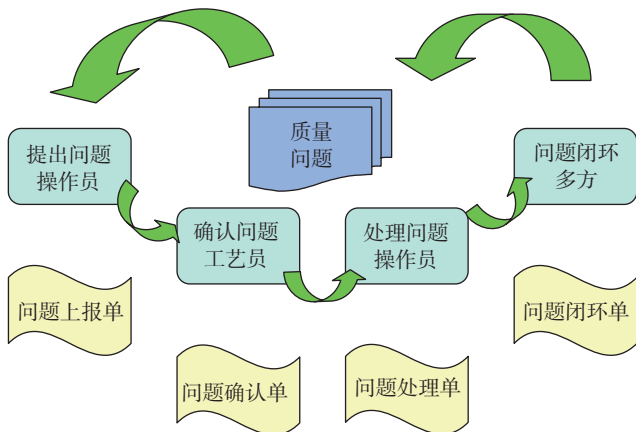 质量
问题
提出问题
操作员
问题闭环
多方
确认问题
工艺员
处理问题
操作员
问题上报单
问题闭环单
问题确认单
问题处理单